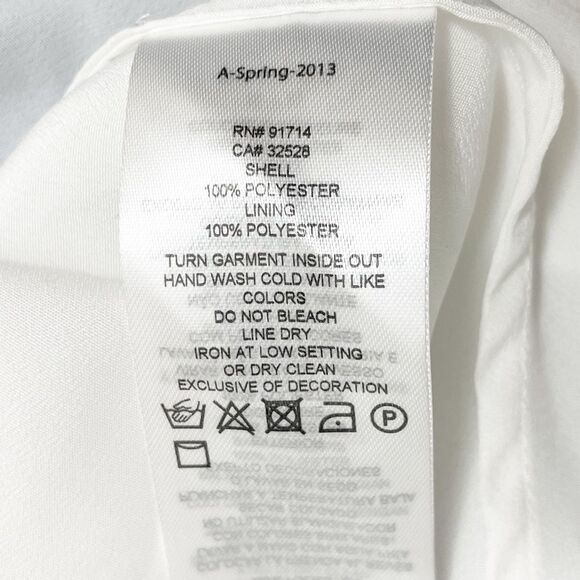 A-Spring-2013
RN# 91714
CA# 32528
SHELL
100% POLYESTER
LINING
100% POLYESTER
TURN GARMENT INSIDE OUT
HAND WASH COLD WITH LIKE
COLORS
DO NOT BLEACH
LINE DRY
IRON AT LOW SETTING
OR DRY CLEAN
EXCLUSIVE OF DECORATION
P